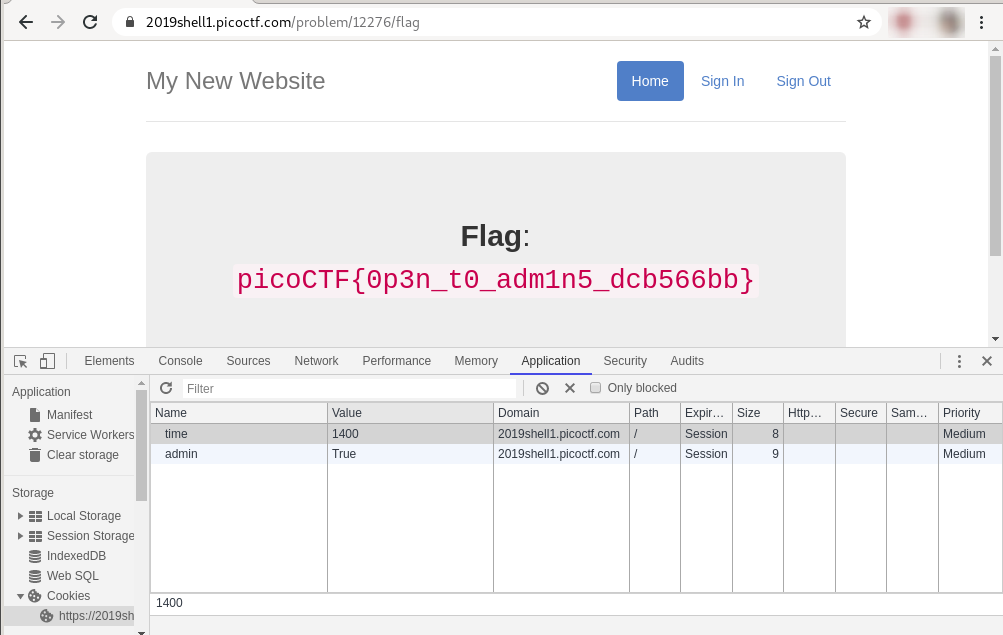 2019shell1.picoctf.com/problem/12276/flag
My New Website
Home Sign In Sign Out
Flag:
picoCTF{0p3n_t0_adm1n5_dcb566bb}
Elements Console Sources Network Performance Memory Application Security Audits
Application
Manifest
Service Workers
Clear storage
Storage
Local Storage
Session Storage
IndexedDB
Web SQL
Cookies
https://2019sh
Filter Only blocked
Name Value Domain Path Expir… Size Http… Secure Sam… Priority
time 1400 2019shell1.picoctf.com / Session 8 Medium
admin True 2019shell1.picoctf.com / Session 9 Medium
1400